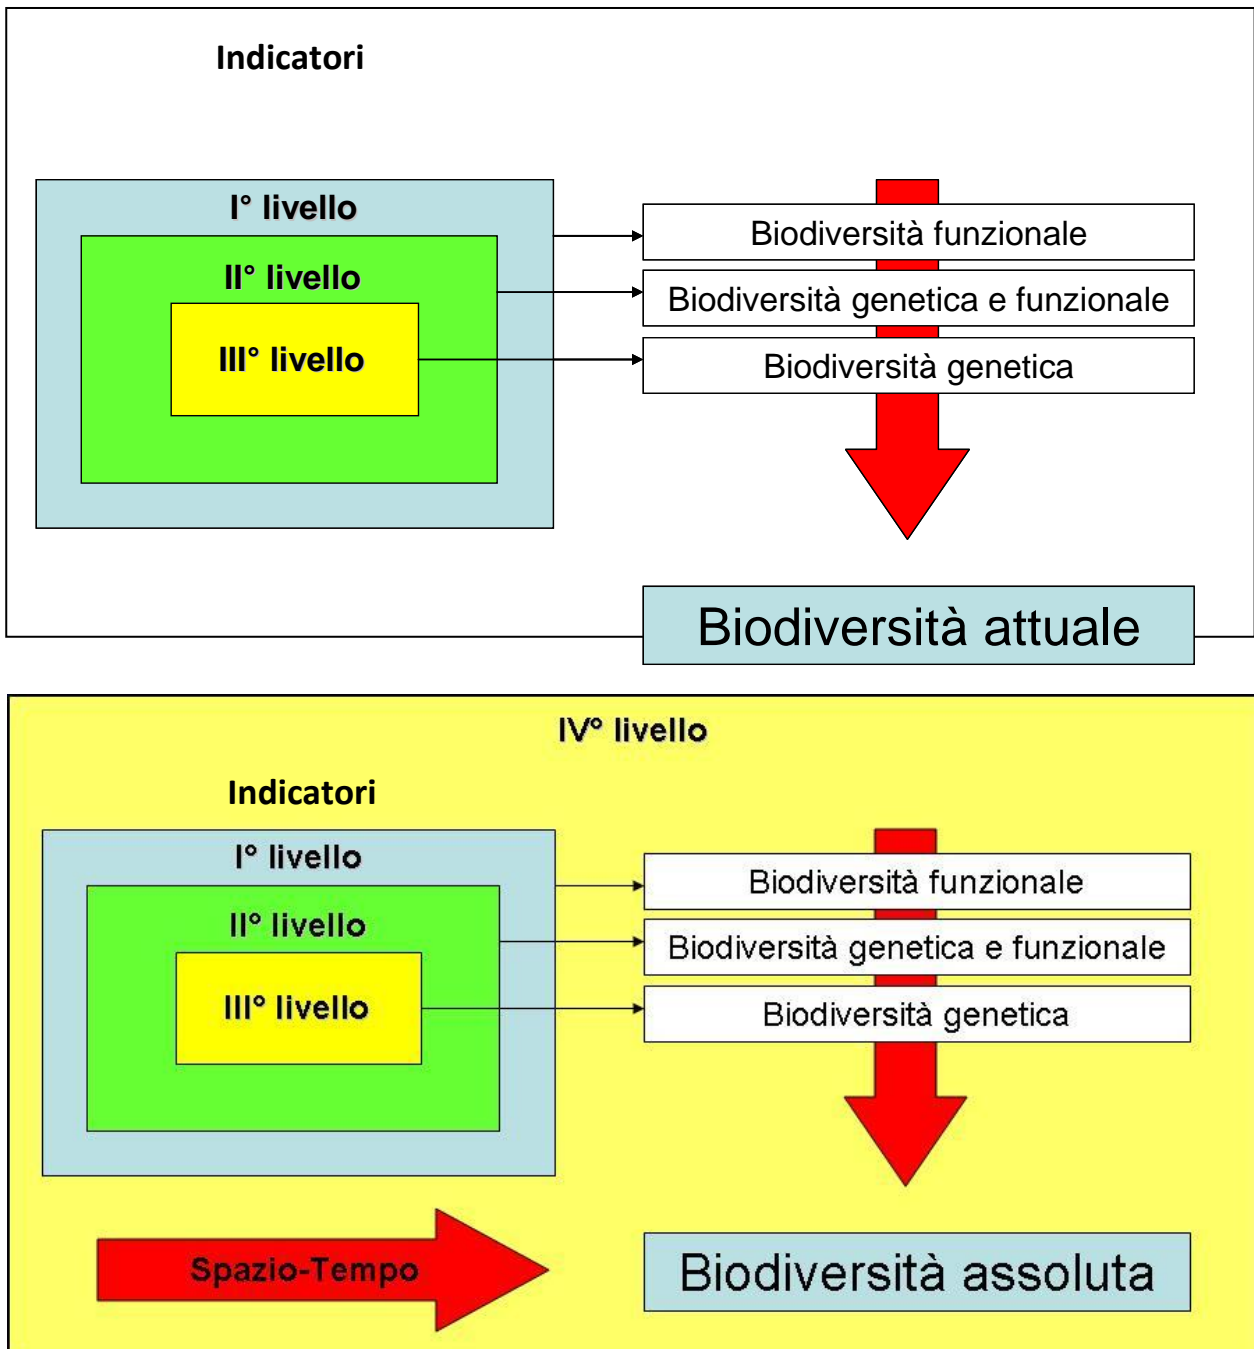 Indicatori
I° livello
II° livello
III° livello
Biodiversità funzionale
Biodiversità genetica e funzionale
Biodiversità genetica
Biodiversità attuale
IV° livello
Indicatori
I° livello
II° livello
III° livello
Biodiversità funzionale
Biodiversità genetica e funzionale
Biodiversità genetica
Spazio-Tempo
Biodiversità assoluta